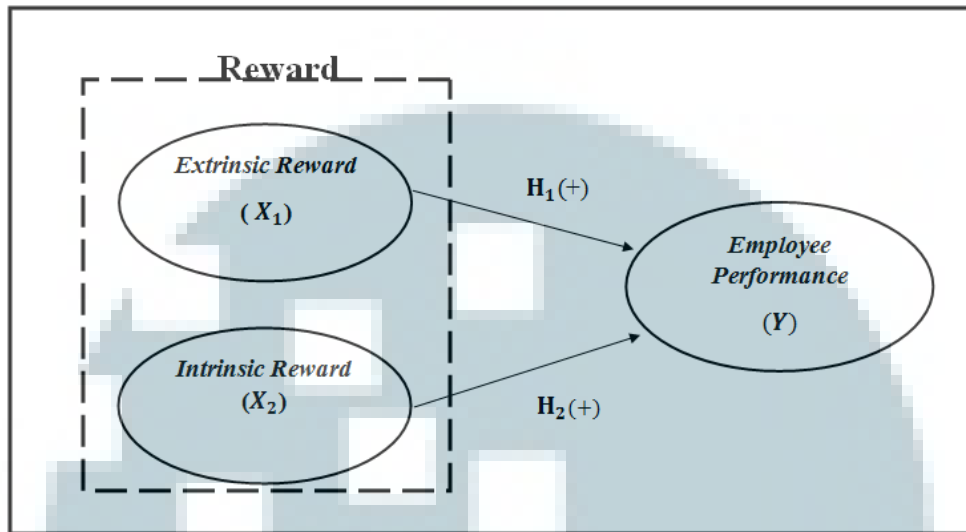 Reward
Extrinsic Reward
(X₁)
H₁(+)
Employee
Performance
(Y)
Intrinsic Reward
(X₂)
H₂(+)